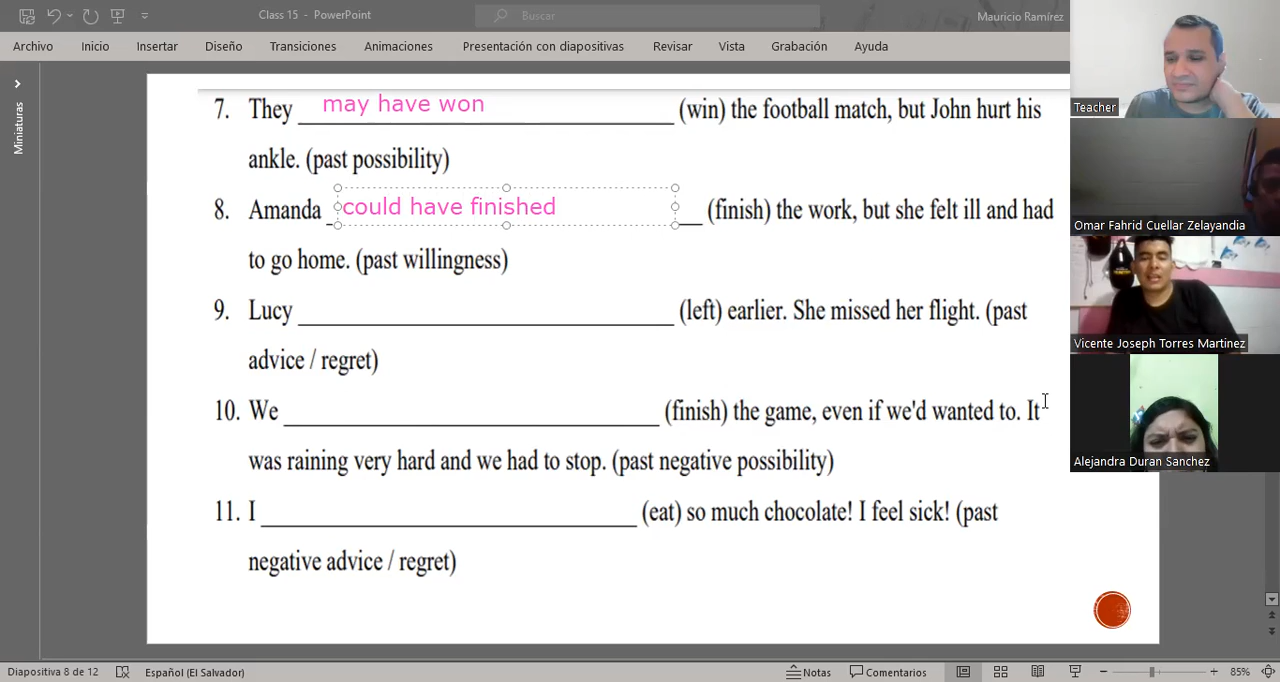 Class 15 - PowerPoint
Buscar
Mauricio Ramírez
Archivo Inicio Insertar Diseño Transiciones Animaciones Presentación con diapositivas Revisar Vista Grabación Ayuda
Miniaturas
7. They may have won (win) the football match, but John hurt his
ankle. (past possibility)
8. Amanda could have finished (finish) the work, but she felt ill and had
to go home. (past willingness)
9. Lucy (left) earlier. She missed her flight. (past
advice / regret)
10. We (finish) the game, even if we'd wanted to. It
was raining very hard and we had to stop. (past negative possibility)
11. I (eat) so much chocolate! I feel sick! (past
negative advice / regret)
Teacher
Omar Fahrid Cuellar Zelayandia
Vicente Joseph Torres Martinez
Alejandra Duran Sanchez
Diapositiva 8 de 12 Español (El Salvador) Notas Comentarios 85%